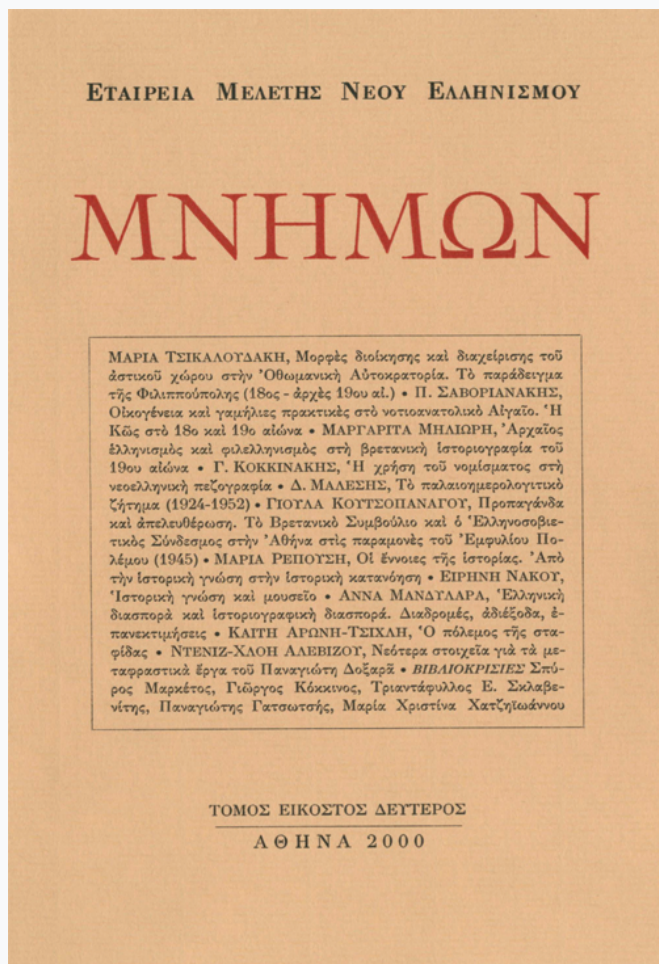 ΕΤΑΙΡΕΙΑ ΜΕΛΕΤΗΣ ΝΕΟΥ ΕΛΛΗΝΙΣΜΟΥ
ΜΝΗΜΩΝ
ΜΑΡΙΑ ΤΣΙΚΑΛΟΥΔΑΚΗ, Μορφὲς διοίκησης καὶ διαχείρισης τοῦ
ἀστικοῦ χώρου στὴν Ὀθωμανικὴ Αὐτοκρατορία. Τὸ παράδειγμα
τῆς Φιλιππούπολης (18ος - ἀρχὲς 19ου αἰ.) • Π. ΣΑΒΟΡΙΑΝΑΚΗΣ,
Οἰκογένεια καὶ γαμήλιες πρακτικὲς στὸ νοτιοανατολικὸ Αἰγαῖο. Ἡ
Κῶς στὸ 18ο καὶ 19ο αἰώνα • ΜΑΡΓΑΡΙΤΑ ΜΗΛΙΩΡΗ, Ἀρχαῖος
ἑλληνισμὸς καὶ φιλελληνισμὸς στὴ βρετανικὴ ἱστοριογραφία τοῦ
19ου αἰώνα • Γ. ΚΟΚΚΙΝΑΚΗΣ, Ἡ χρήση τοῦ νομίσματος στὴ
νεοελληνικὴ πεζογραφία • Δ. ΜΑΛΕΣΗΣ, Τὸ παλαιοημερολογιτικὸ
ζήτημα (1924-1952) • ΓΙΟΥΛΑ ΚΟΥΤΣΟΠΑΝΑΓΟΥ, Προπαγάνδα
καὶ ἀπελευθέρωση. Τὸ Βρετανικὸ Συμβούλιο καὶ ὁ Ἑλληνοσοβιε-
τικὸς Σύνδεσμος στὴν Ἀθήνα στὶς παραμονὲς τοῦ Ἐμφυλίου Πο-
λέμου (1945) • ΜΑΡΙΑ ΡΕΠΟΥΣΗ, Οἱ ἔννοιες τῆς ἱστορίας. Ἀπὸ
τὴν ἱστορικὴ γνώση στὴν ἱστορικὴ κατανόηση • ΕΙΡΗΝΗ ΝΑΚΟΥ,
Ἱστορικὴ γνώση καὶ μουσεῖο • ΑΝΝΑ ΜΑΝΔΥΛΑΡΑ, Ἑλληνικὴ
διασπορὰ καὶ ἱστοριογραφικὴ διασπορά. Διαδρομές, ἀδιέξοδα, ἐ-
πανεκτιμήσεις • ΚΑΙΤΗ ΑΡΩΝΗ-ΤΣΙΧΛΗ, Ὁ πόλεμος τῆς στα-
φίδας • ΝΤΕΝΙΖ-ΧΛΟΗ ΑΛΕΒΙΖΟΥ, Νεότερα στοιχεῖα γιὰ τὰ με-
ταφραστικὰ ἔργα τοῦ Παναγιώτη Δοξαρᾶ • ΒΙΒΛΙΟΚΡΙΣΙΕΣ Σπύ-
ρος Μαρκέτος, Γιῶργος Κόκκινος, Τριαντάφυλλος Ε. Σκλαβε-
νίτης, Παναγιώτης Γατσωτής, Μαρία Χριστίνα Χατζηϊωάννου
ΤΟΜΟΣ ΕΙΚΟΣΤΟΣ ΔΕΥΤΕΡΟΣ
ΑΘΗΝΑ 2000